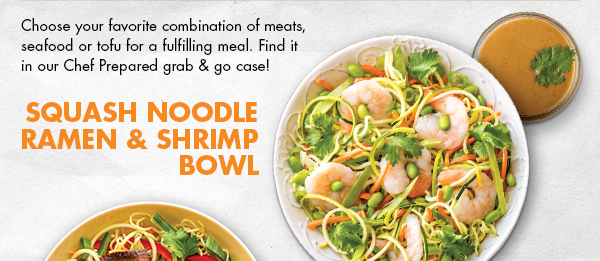 Choose your favorite combination of meats,
seafood or tofu for a fulfilling meal. Find it
in our Chef Prepared grab & go case!
SQUASH NOODLE
RAMEN & SHRIMP
BOWL